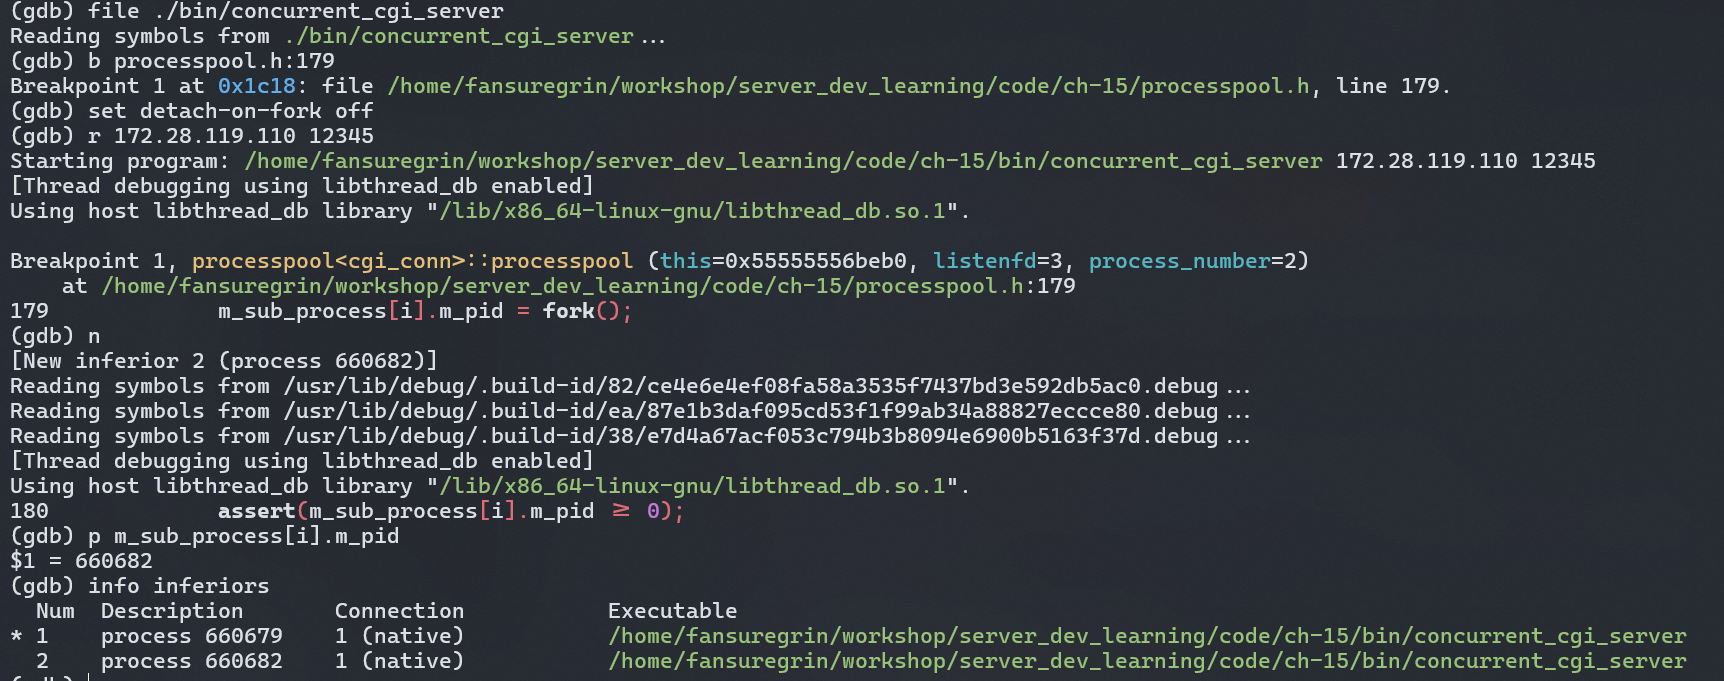 (gdb) file ./bin/concurrent_cgi_server
Reading symbols from ./bin/concurrent_cgi_server...
(gdb) b processpool.h:179
Breakpoint 1 at 0x1c18: file /home/fansuregrin/workshop/server_dev_learning/code/ch-15/processpool.h, line 179.
(gdb) set detach-on-fork off
(gdb) r 172.28.119.110 12345
Starting program: /home/fansuregrin/workshop/server_dev_learning/code/ch-15/bin/concurrent_cgi_server 172.28.119.110 12345
[Thread debugging using libthread_db enabled]
Using host libthread_db library "/lib/x86_64-linux-gnu/libthread_db.so.1".
Breakpoint 1, processpool<cgi_conn>::processpool (this=0x55555556beb0, listenfd=3, process_number=2)
at /home/fansuregrin/workshop/server_dev_learning/code/ch-15/processpool.h:179
179 m_sub_process[i].m_pid = fork();
(gdb) n
[New inferior 2 (process 660682)]
Reading symbols from /usr/lib/debug/.build-id/82/ce4e6e4ef08fa58a3535f7437bd3e592db5ac0.debug...
Reading symbols from /usr/lib/debug/.build-id/ea/87e1b3daf095cd53f1f99ab34a88827eccce80.debug...
Reading symbols from /usr/lib/debug/.build-id/38/e7d4a67acf053c794b3b8094e6900b5163f37d.debug...
[Thread debugging using libthread_db enabled]
Using host libthread_db library "/lib/x86_64-linux-gnu/libthread_db.so.1".
180 assert(m_sub_process[i].m_pid ≥ 0);
(gdb) p m_sub_process[i].m_pid
$1 = 660682
(gdb) info inferiors
Num Description Connection Executable
* 1 process 660679 1 (native) /home/fansuregrin/workshop/server_dev_learning/code/ch-15/bin/concurrent_cgi_server
2 process 660682 1 (native) /home/fansuregrin/workshop/server_dev_learning/code/ch-15/bin/concurrent_cgi_server